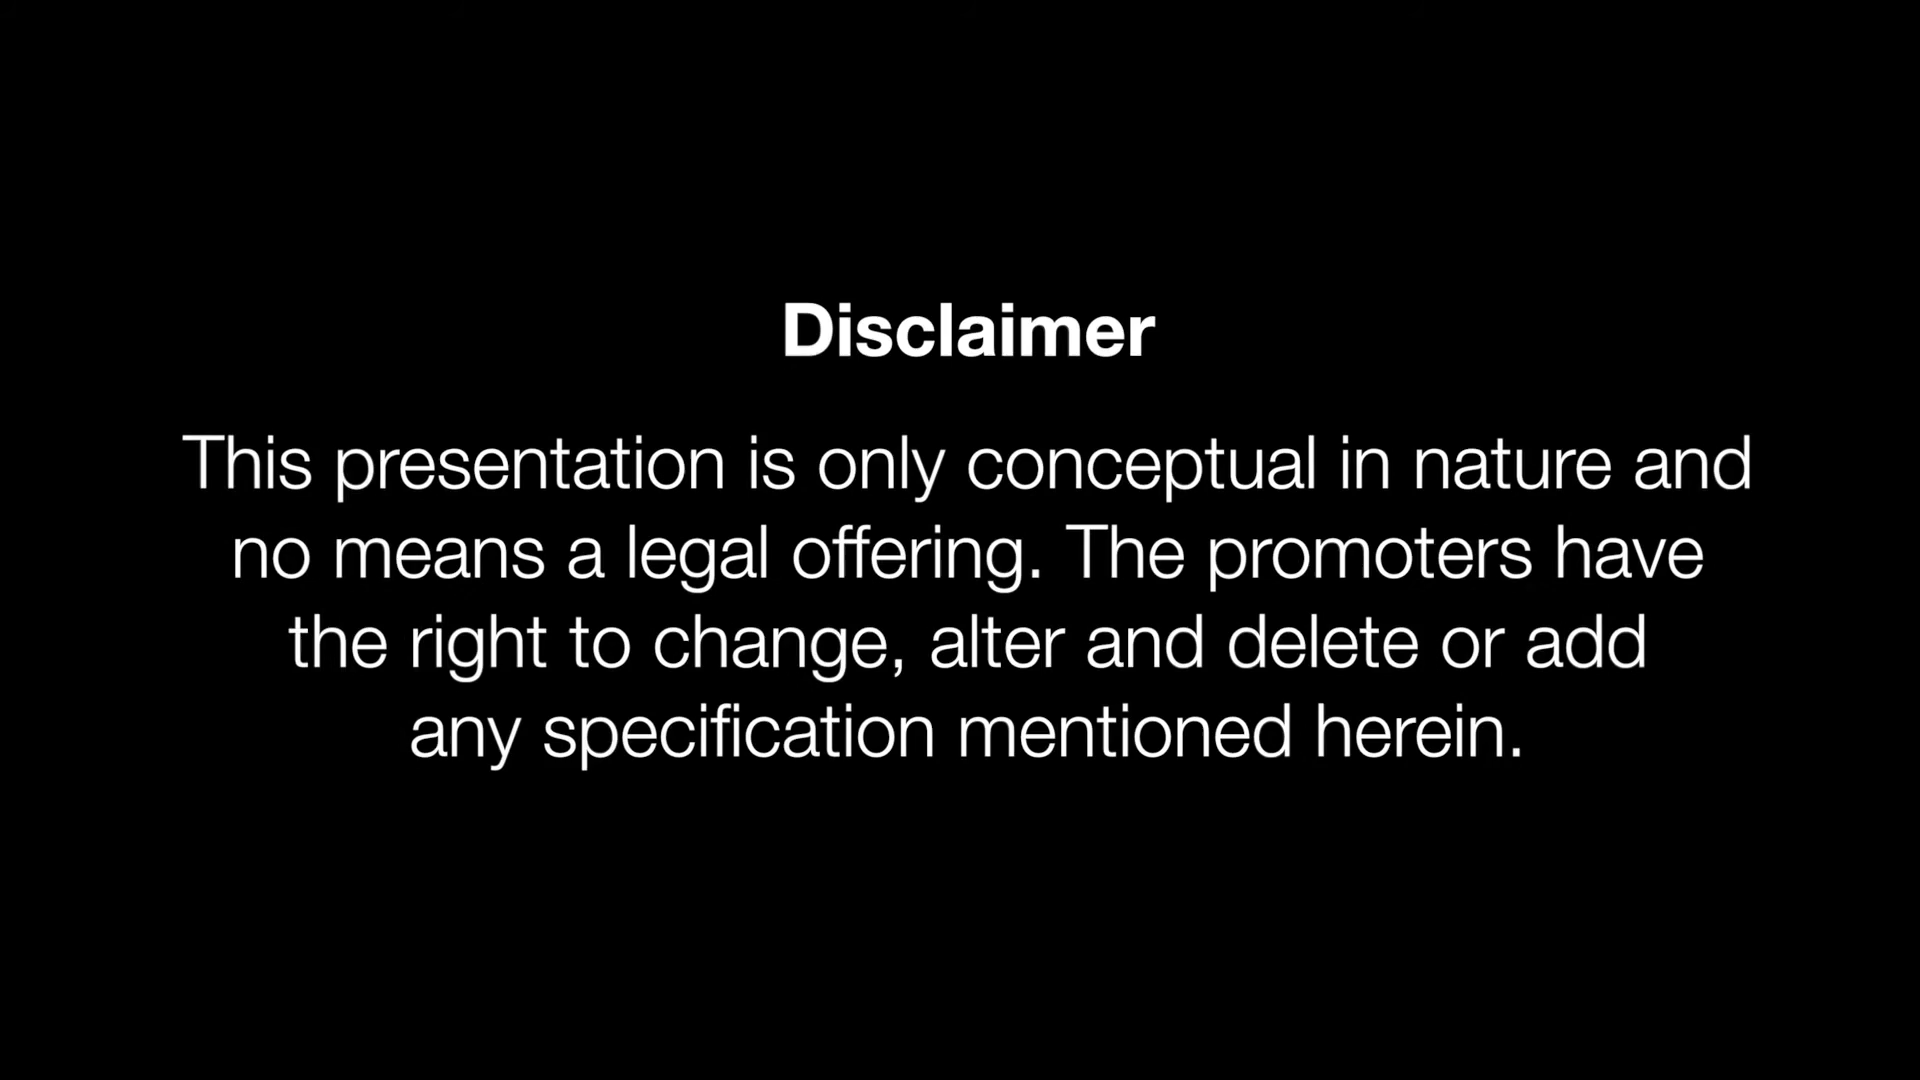 Disclaimer
This presentation is only conceptual in nature and
no means a legal offering. The promoters have
the right to change, alter and delete or add
any specification mentioned herein.